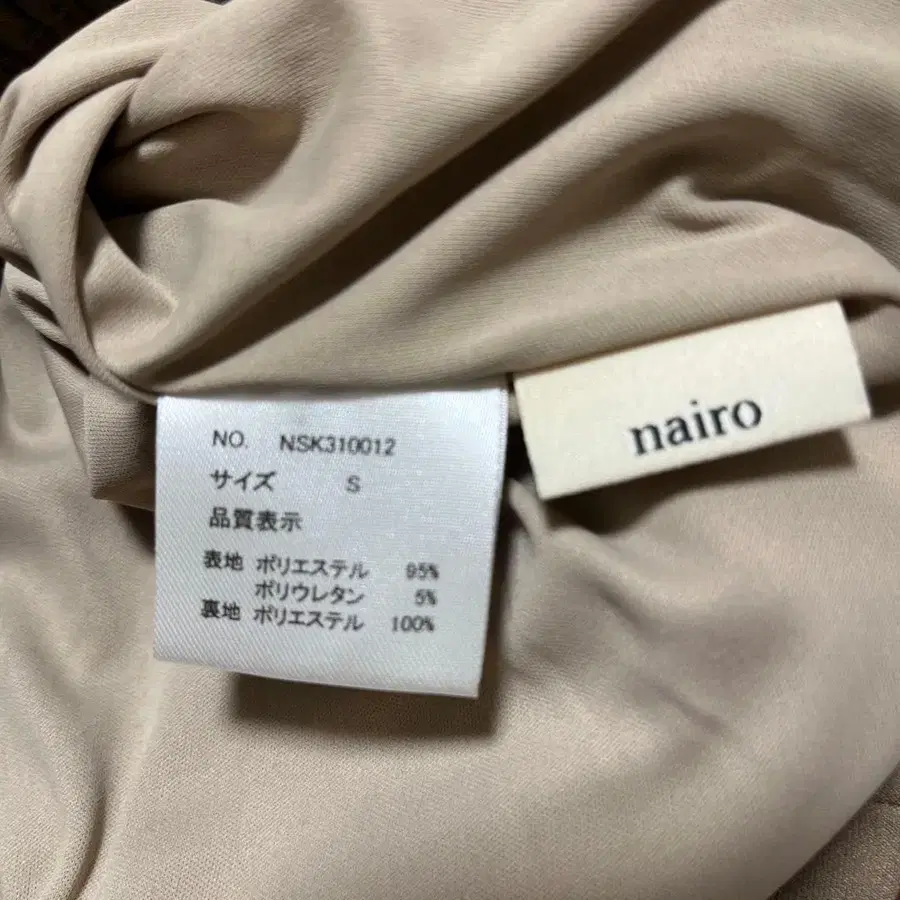 NO. NSK310012
サイズ S
品質表示
表地 ポリエステル 95%
ポリウレタン 5%
裏地 ポリエステル 100%
nairo